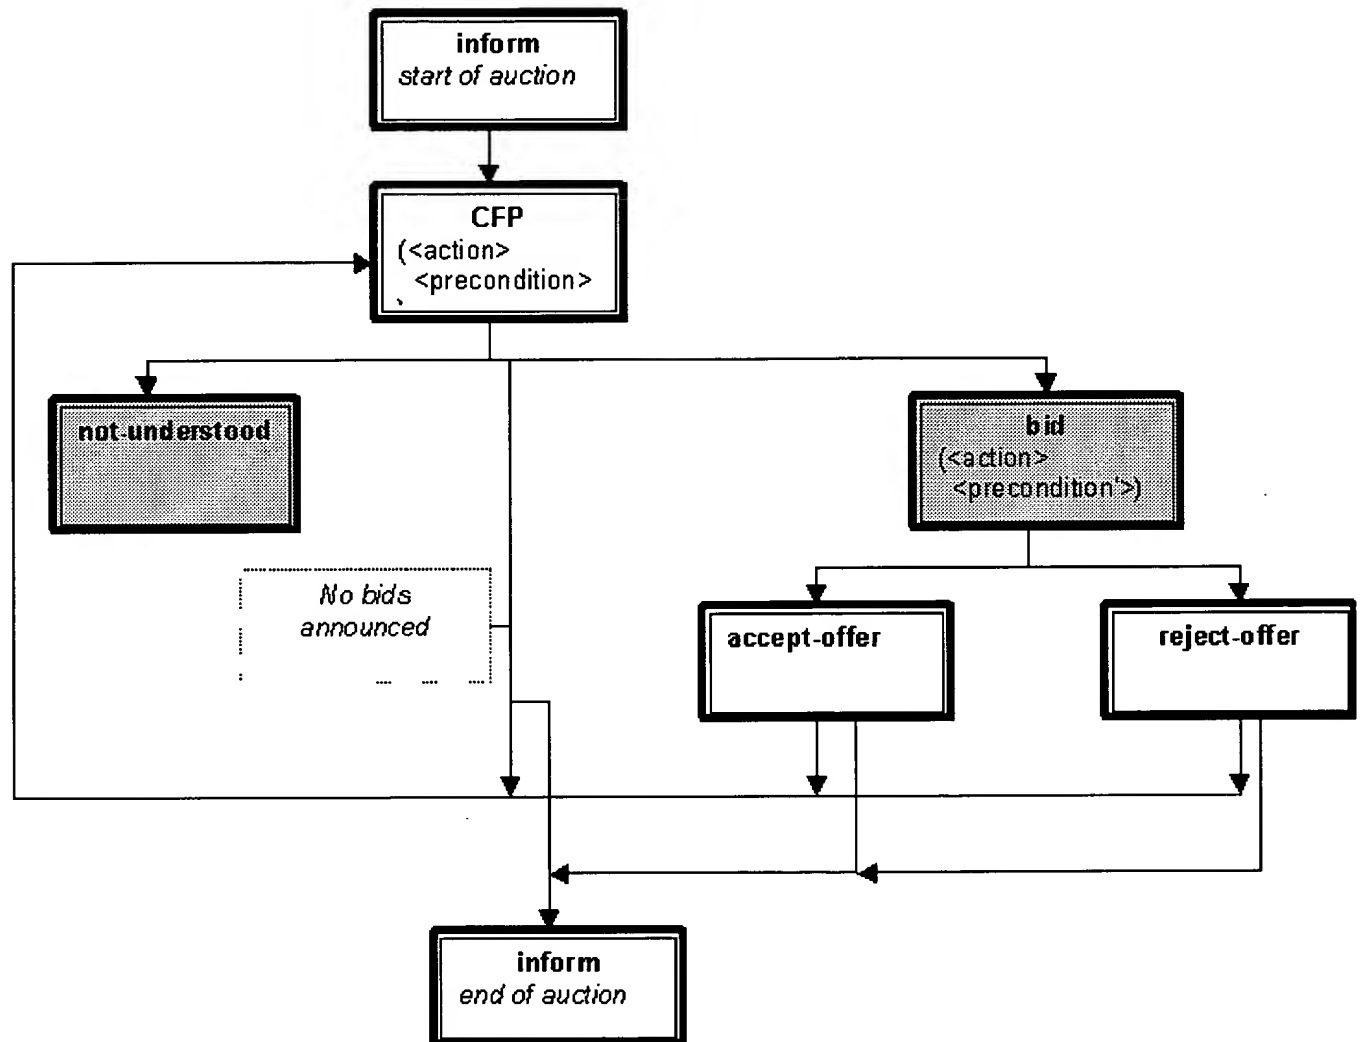 inform
start of auction
CFP
(<action>
<precondition>
not-understood
bid
(<action>
<precondition'>)
No bids
announced
accept-offer
reject-offer
inform
end of auction